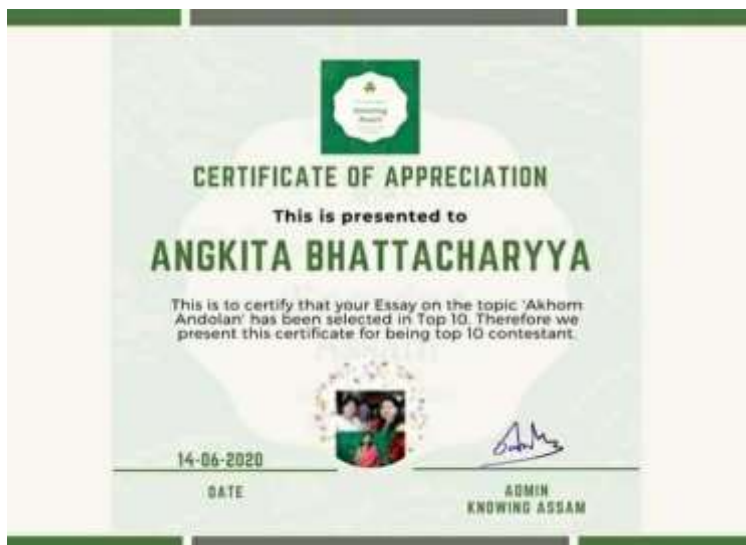 CERTIFICATE OF APPRECIATION
This is presented to
ANGKITA BHATTACHARYYA
This is to certify that your Essay on the topic 'Akhom
Andolan' has been selected in Top 10. Therefore we
present this certificate for being top 10 contestant.
14-06-2020
DATE
ADMIN
KNOWING ASSAM